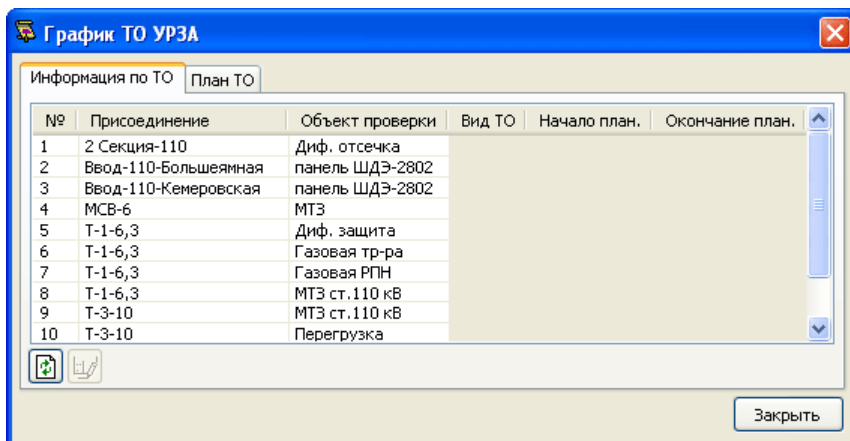 График ТО УРЗА
Информация по ТО План ТО
№ Присоединение Объект проверки Вид ТО Начало план. Окончание план.
1 2 Секция-110 Диф. отсечка
2 Ввод-110-Большеямная панель ШДЭ-2802
3 Ввод-110-Кемеровская панель ШДЭ-2802
4 МСВ-6 МТЗ
5 Т-1-6,3 Диф. защита
6 Т-1-6,3 Газовая тр-ра
7 Т-1-6,3 Газовая РПН
8 Т-1-6,3 МТЗ ст.110 кВ
9 Т-3-10 МТЗ ст.110 кВ
10 Т-3-10 Перегрузка
Закрыть